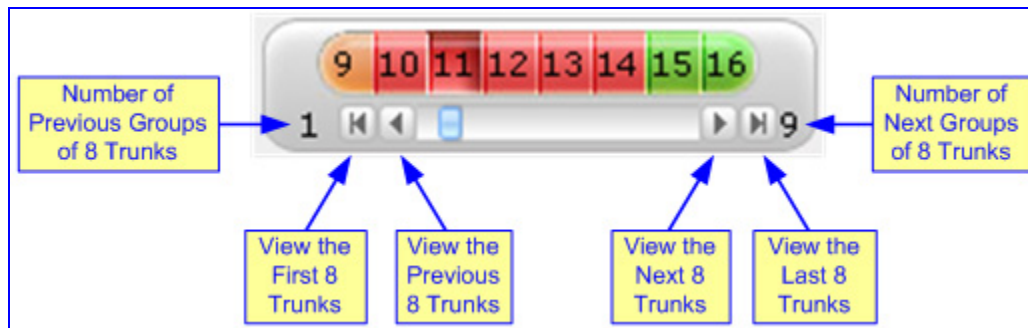 9 10 11 12 13 14 15 16
Number of
Previous Groups
of 8 Trunks
1
9
Number of
Next Groups
of 8 Trunks
View the
First 8
Trunks
View the
Previous
8 Trunks
View the
Next 8
Trunks
View the
Last 8
Trunks